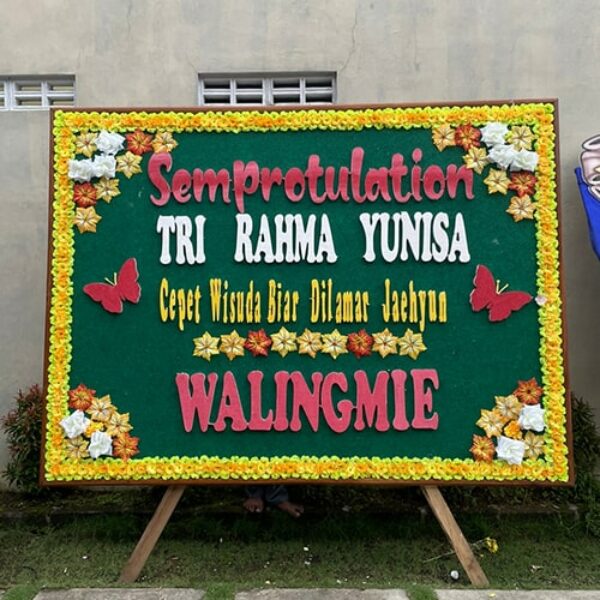 Semprotulation
TRI RAHMA YUNISA
Cepet Wisuda Biar Dilamar Jaehyun
WALINGMIE